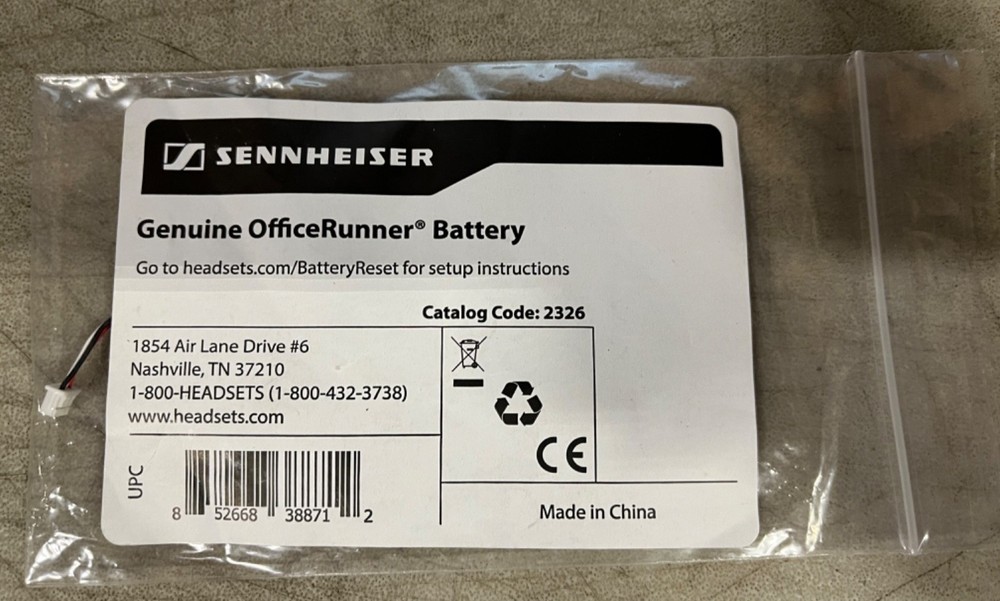 SENNHEISER
Genuine OfficeRunner® Battery
Go to headsets.com/BatteryReset for setup instructions
Catalog Code: 2326
1854 Air Lane Drive #6
Nashville, TN 37210
1-800-HEADSETS (1-800-432-3738)
www.headsets.com
CE
UPC
8 52668 38871 2
Made in China